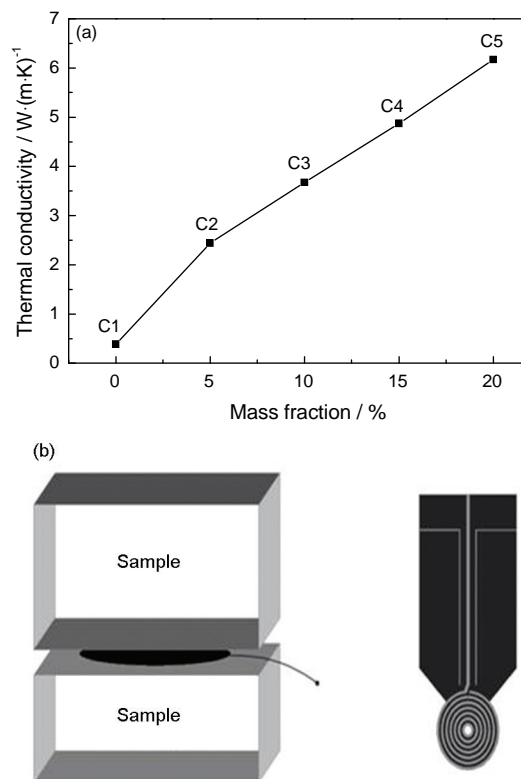 (a)
Thermal conductivity / W·(m·K)⁻¹
7
6
5
4
3
2
1
0
C1
C2
C3
C4
C5
0 5 10 15 20
Mass fraction / %
(b)
Sample
Sample